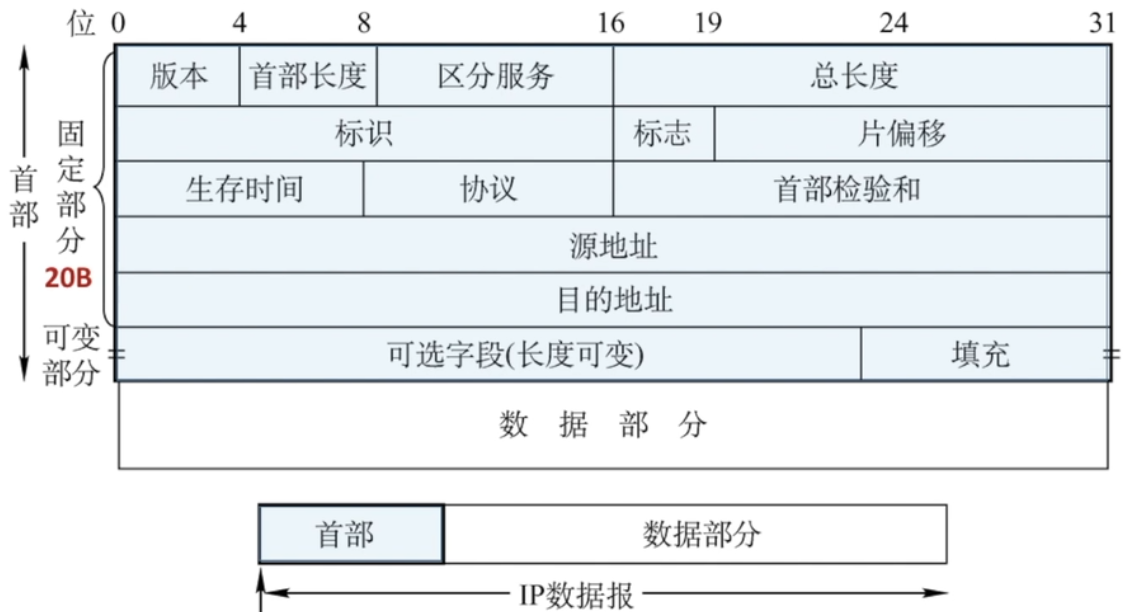 位 0 4 8 16 19 24 31
版本 首部长度 区分服务 总长度
标识 标志 片偏移
生存时间 协议 首部检验和
源地址
目的地址
可选字段(长度可变) 填充
首部
固定部分
20B
可变部分
数据部分
首部 数据部分
IP数据报